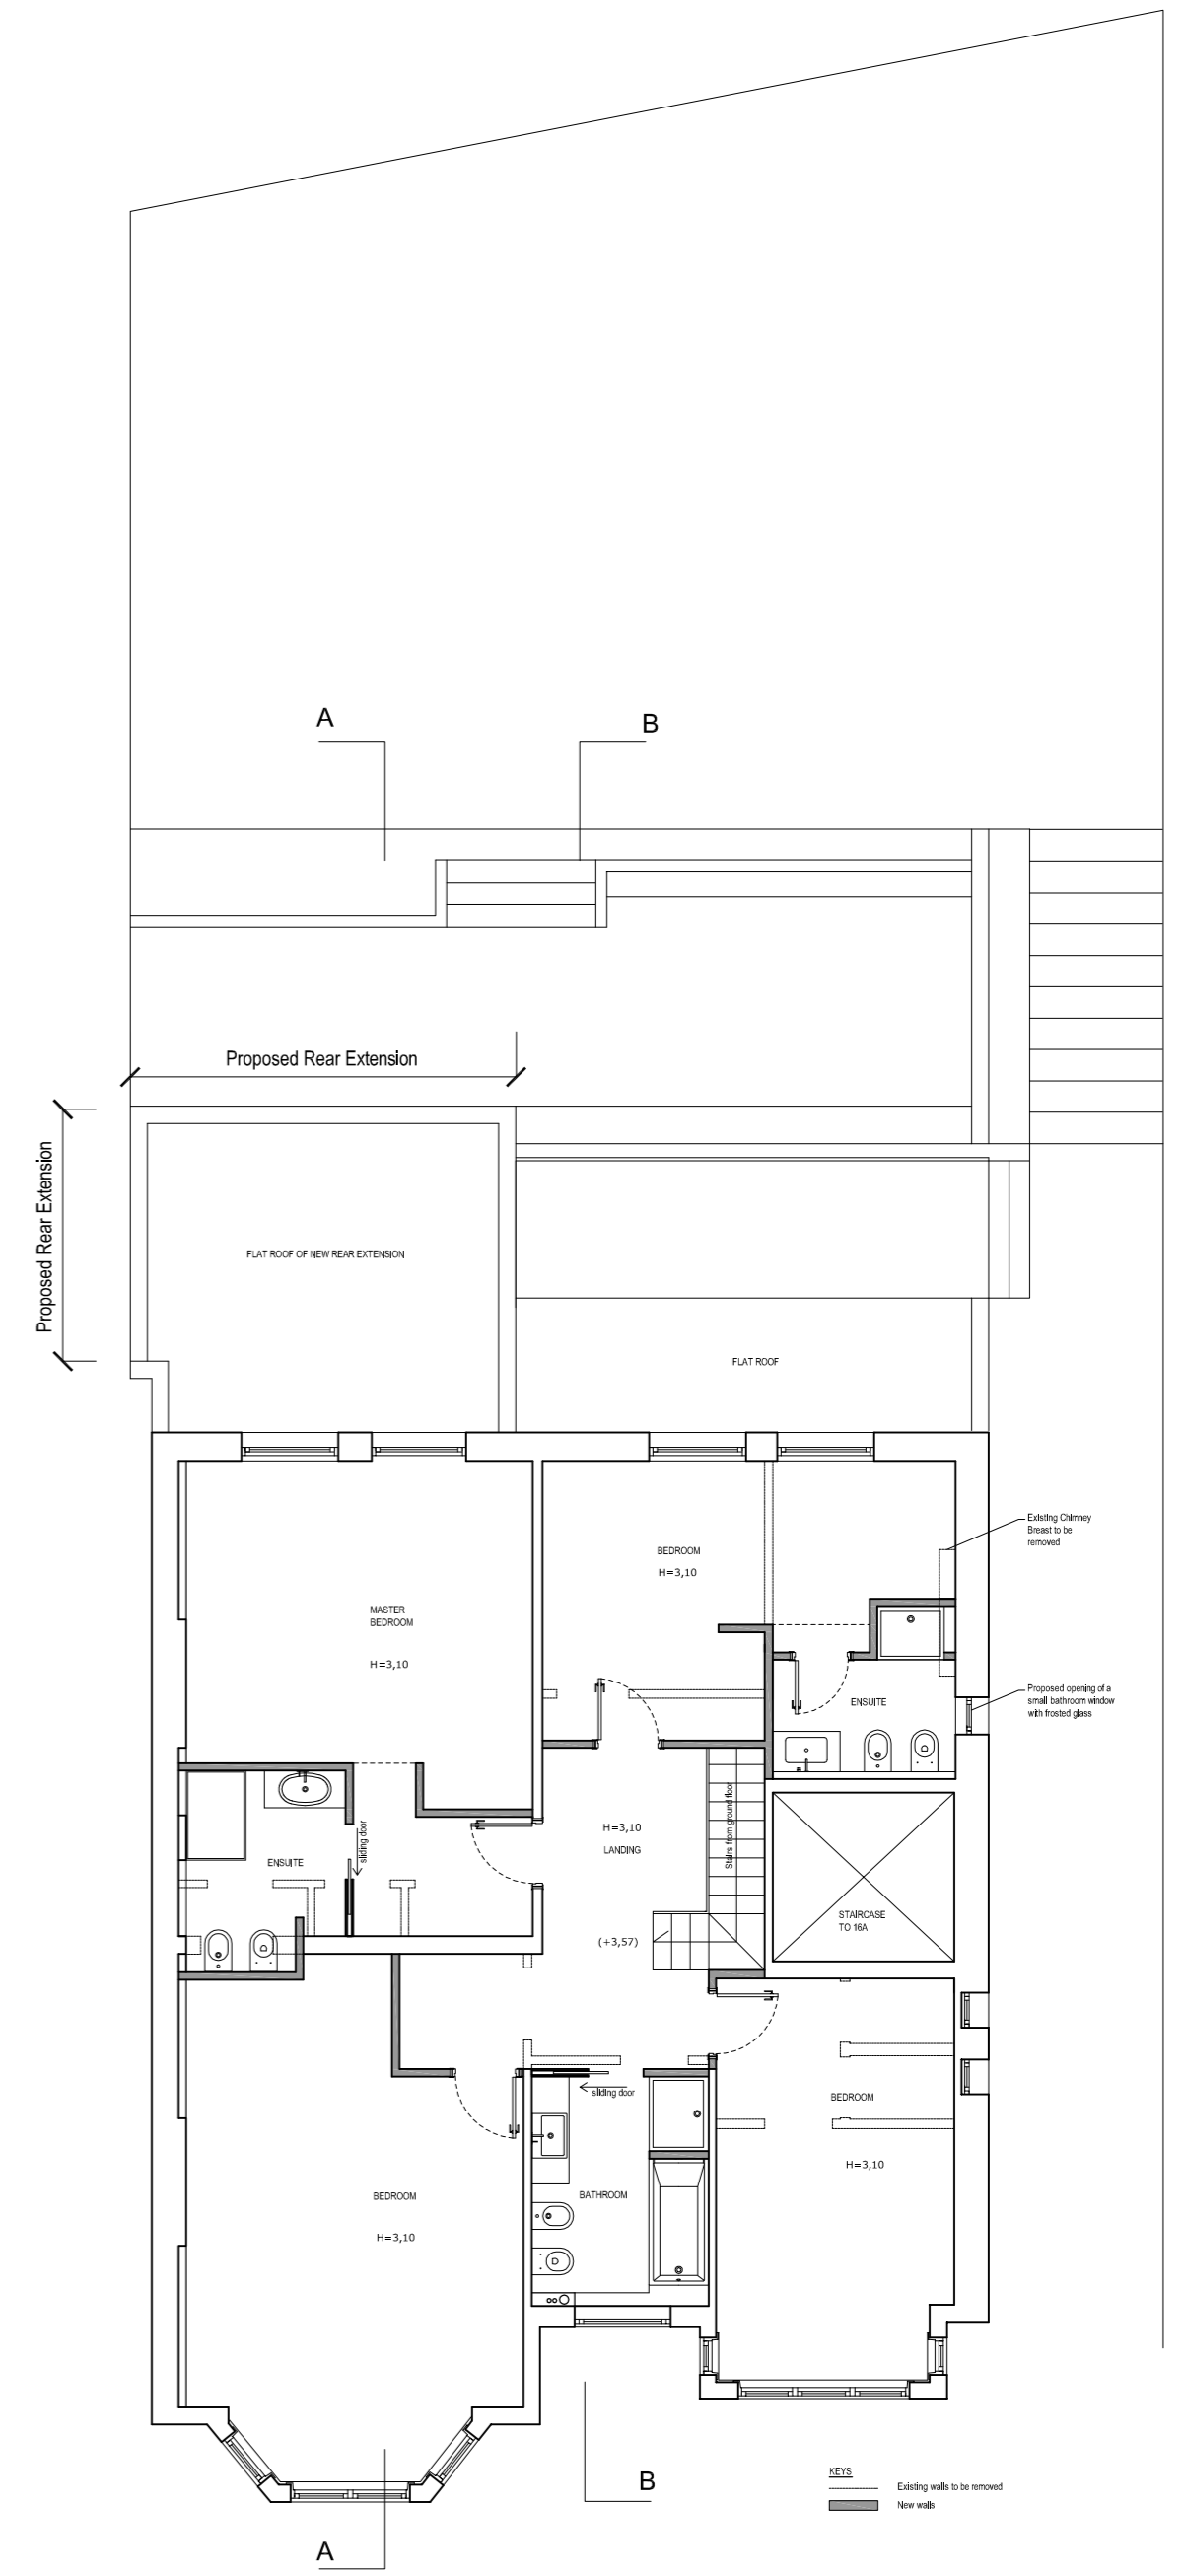 A
B
Proposed Rear Extension
Proposed Rear Extension
FLAT ROOF OF NEW REAR EXTENSION
FLAT ROOF
Existing Chimney
Breast to be
removed
BEDROOM
H=3,10
MASTER
BEDROOM
H=3,10
Proposed opening of a
small bathroom window
with frosted glass
ENSUITE
Stairs from ground floor
H=3,10
LANDING
sliding door
ENSUITE
STAIRCASE
TO 16A
(+3,57)
sliding door
BEDROOM
H=3,10
BATHROOM
BEDROOM
H=3,10
KEYS
Existing walls to be removed
New walls
B
A